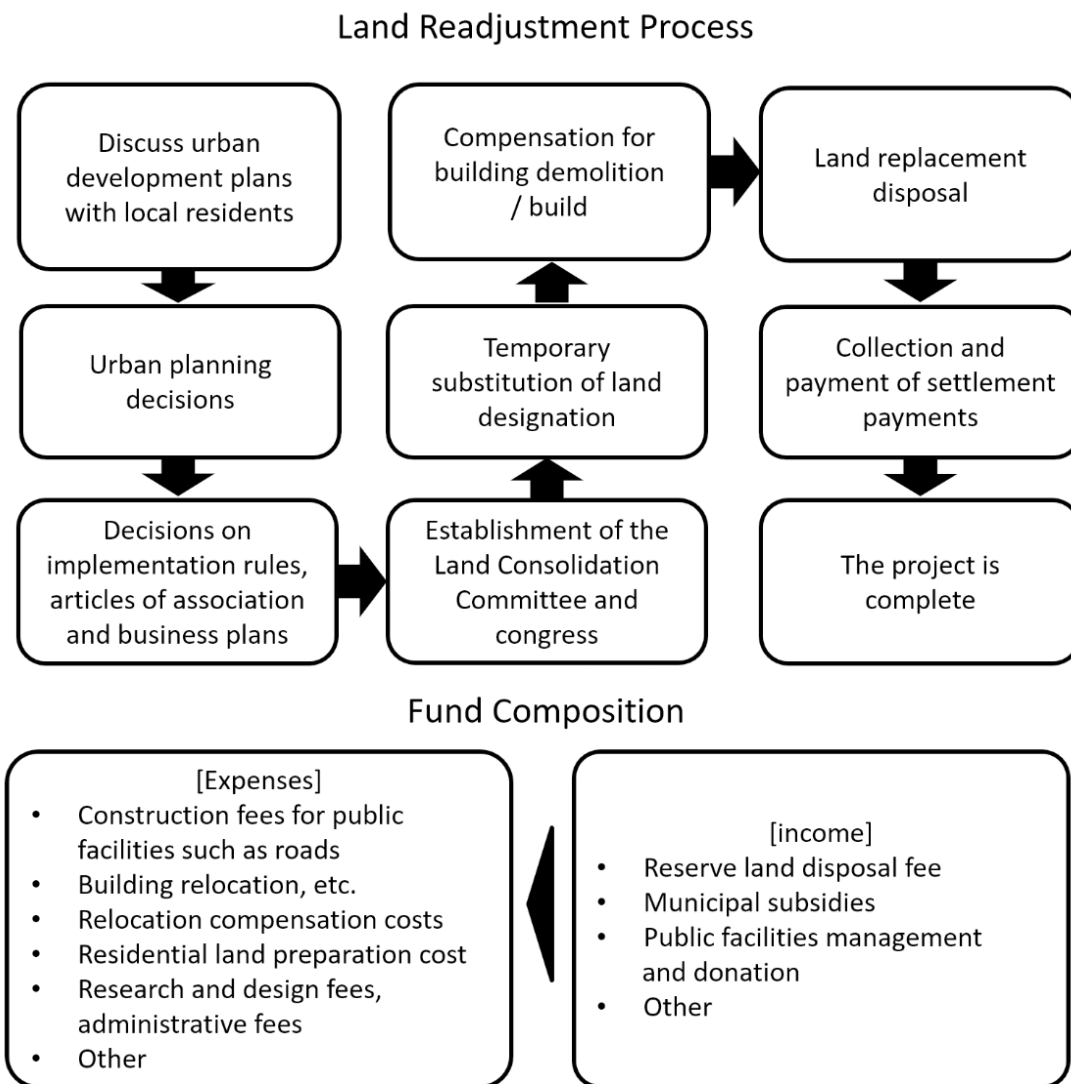 Land Readjustment Process
Discuss urban
development plans
with local residents
Urban planning
decisions
Decisions on
implementation rules,
articles of association
and business plans
Establishment of the
Land Consolidation
Committee and
congress
Temporary
substitution of land
designation
Compensation for
building demolition
/ build
Land replacement
disposal
Collection and
payment of settlement
payments
The project is
complete
Fund Composition
[Expenses]
• Construction fees for public
facilities such as roads
• Building relocation, etc.
• Relocation compensation costs
• Residential land preparation cost
• Research and design fees,
administrative fees
• Other
[income]
• Reserve land disposal fee
• Municipal subsidies
• Public facilities management
and donation
• Other